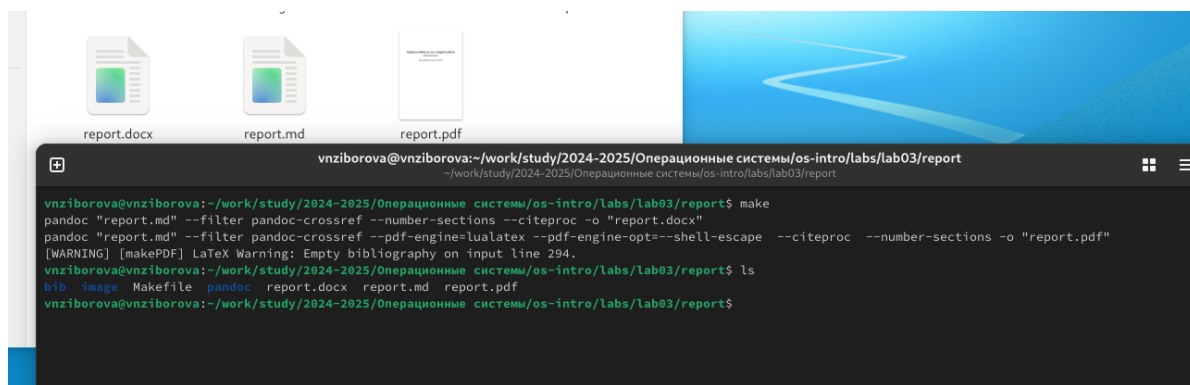 report.docx report.md report.pdf
vnziborova@vnziborova:~/work/study/2024-2025/Операционные системы/os-intro/labs/lab03/report
~/work/study/2024-2025/Операционные системы/os-intro/labs/lab03/report
vnziborova@vnziborova:~/work/study/2024-2025/Операционные системы/os-intro/labs/lab03/report$ make
pandoc "report.md" --filter pandoc-crossref --number-sections --citeproc -o "report.docx"
pandoc "report.md" --filter pandoc-crossref --pdf-engine=lualatex --pdf-engine-opt=--shell-escape  --citeproc  --number-sections -o "report.pdf"
[WARNING] [makePDF] LaTeX Warning: Empty bibliography on input line 294.
vnziborova@vnziborova:~/work/study/2024-2025/Операционные системы/os-intro/labs/lab03/report$ ls
bib  image  Makefile  pandoc  report.docx  report.md  report.pdf
vnziborova@vnziborova:~/work/study/2024-2025/Операционные системы/os-intro/labs/lab03/report$